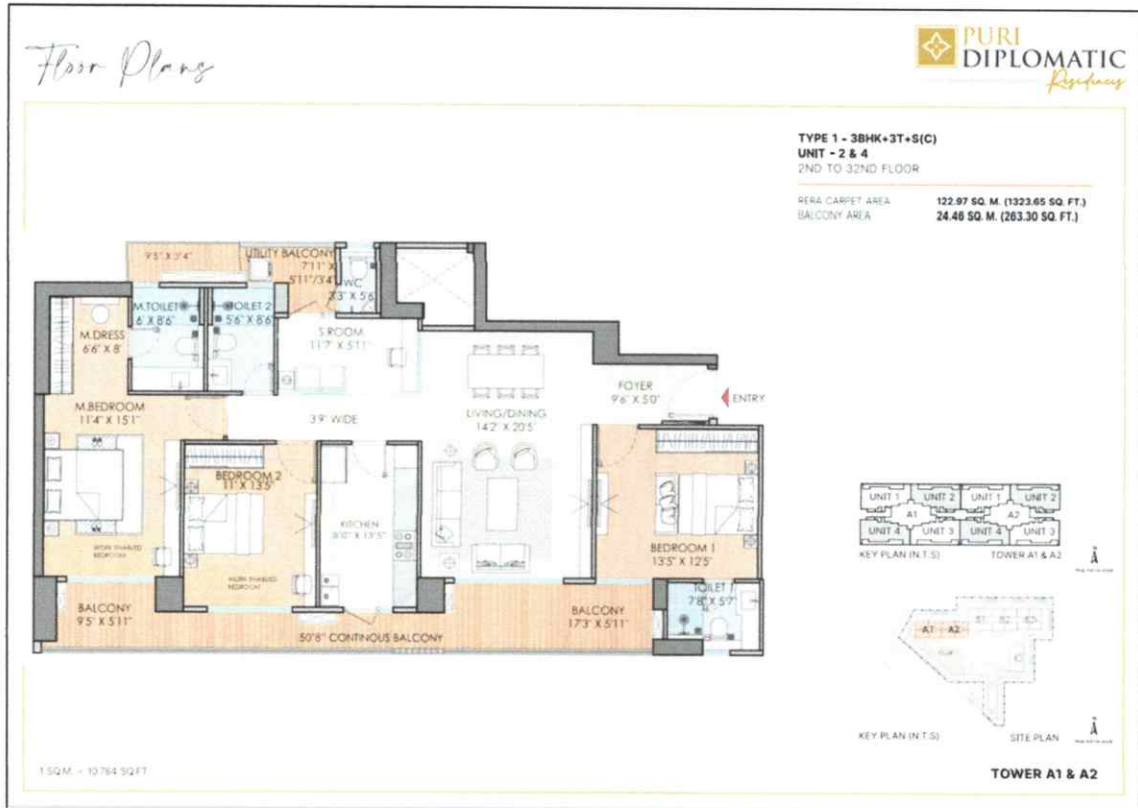 Floor Plans
PURI
DIPLOMATIC
Residences
TYPE 1 - 3BHK+3T+S(C)
UNIT - 2 & 4
2ND TO 32ND FLOOR
RERA CARPET AREA 122.97 SQ. M. (1323.65 SQ. FT.)
BALCONY AREA 24.46 SQ. M. (263.30 SQ. FT.)
9'5" X 3'4"
UTILITY BALCONY
7'11" X
5'11"/3'4"
WC
3'3" X 5'6"
M.TOILET
6' X 8'6"
TOILET 2
5'6" X 8'6"
M.DRESS
6'6" X 8'
S.ROOM
11'7" X 5'11"
FOYER
9'6" X 5'0"
ENTRY
M.BEDROOM
11'4" X 15'1"
3'9" WIDE
LIVING/DINING
14'2" X 20'5"
BEDROOM 2
11' X 13'5"
KITCHEN
8'0" X 13'5"
BEDROOM 1
13'5" X 12'5"
WORK ENABLED
BEDROOM
WORK ENABLED
BEDROOM
TOILET 1
7'8" X 5'7"
BALCONY
9'5" X 5'11"
BALCONY
17'3" X 5'11"
50'8" CONTINOUS BALCONY
UNIT 1 UNIT 2 UNIT 1 UNIT 2
A1 A2
UNIT 4 UNIT 3 UNIT 4 UNIT 3
KEY PLAN (N.T.S) TOWER A1 & A2
A1 A2
KEY PLAN (N.T.S) SITE PLAN
1 SQ.M. = 10.764 SQ.FT
TOWER A1 & A2